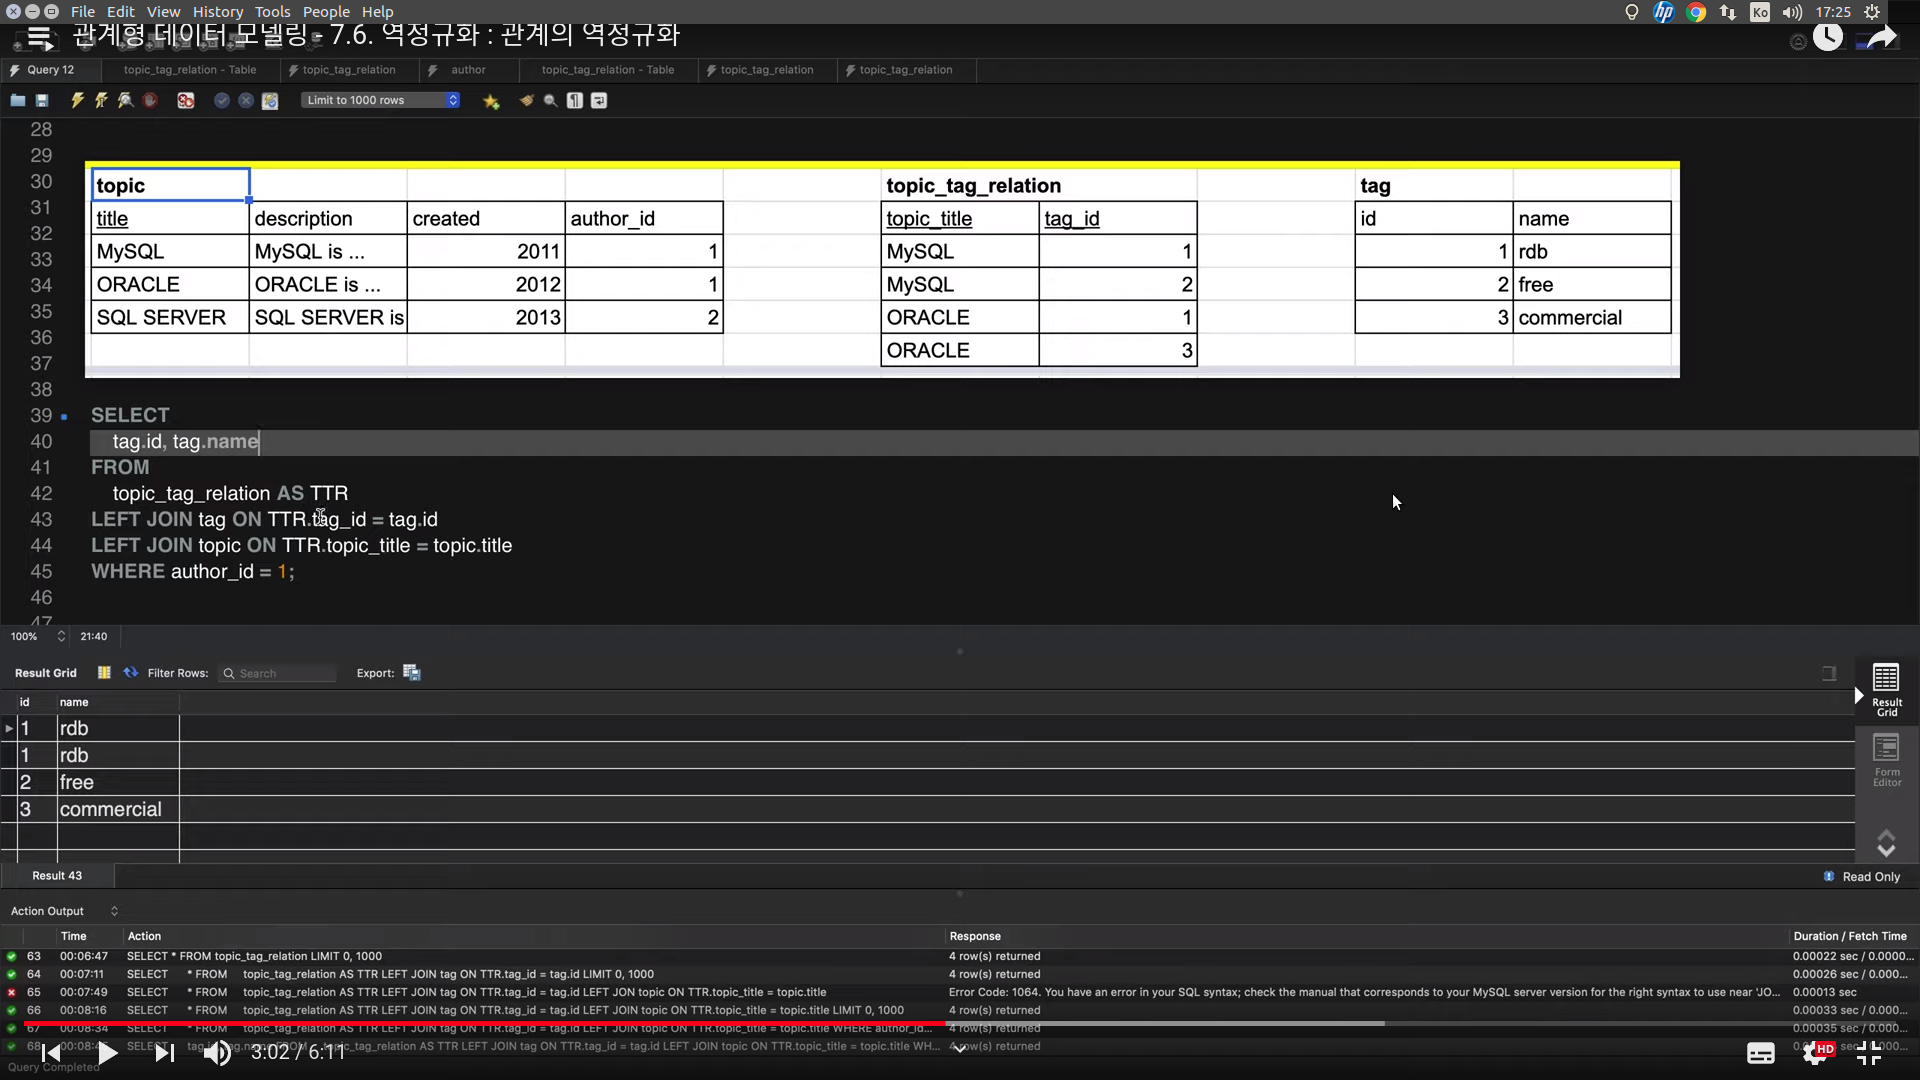 File Edit View History Tools People Help
Ko 17:25
관계형 데이터 모델링 - 7.6. 역정규화 : 관계의 역정규화
Query 12 topic_tag_relation - Table topic_tag_relation author topic_tag_relation - Table topic_tag_relation topic_tag_relation
Limit to 1000 rows
28
29
30
31
32
33
34
35
36
37
38
topic topic_tag_relation tag
title description created author_id topic_title tag_id id name
MySQL MySQL is ... 2011 1 MySQL 1 1 rdb
ORACLE ORACLE is ... 2012 1 MySQL 2 2 free
SQL SERVER SQL SERVER is 2013 2 ORACLE 1 3 commercial
ORACLE 3
39 SELECT
40 tag.id, tag.name
41 FROM
42 topic_tag_relation AS TTR
43 LEFT JOIN tag ON TTR.tag_id = tag.id
44 LEFT JOIN topic ON TTR.topic_title = topic.title
45 WHERE author_id = 1;
46
47
100% 21:40
Result Grid Filter Rows: Search Export:
id name
1 rdb
1 rdb
2 free
3 commercial
Result Grid
Form Editor
Result 43 Read Only
Action Output
Time Action Response Duration / Fetch Time
63 00:06:47 SELECT * FROM topic_tag_relation LIMIT 0, 1000 4 row(s) returned 0.00022 sec / 0.0000...
64 00:07:11 SELECT * FROM topic_tag_relation AS TTR LEFT JOIN tag ON TTR.tag_id = tag.id LIMIT 0, 1000 4 row(s) returned 0.00026 sec / 0.000...
65 00:07:49 SELECT * FROM topic_tag_relation AS TTR LEFT JOIN tag ON TTR.tag_id = tag.id LEFT JON topic ON TTR.topic_title = topic.title Error Code: 1064. You have an error in your SQL syntax; check the manual that corresponds to your MySQL server version for the right syntax to use near 'JO... 0.00013 sec
66 00:08:16 SELECT * FROM topic_tag_relation AS TTR LEFT JOIN tag ON TTR.tag_id = tag.id LEFT JOIN topic ON TTR.topic_title = topic.title LIMIT 0, 1000 4 row(s) returned 0.00033 sec / 0.000...
67 00:08:34 SELECT * FROM topic_tag_relation AS TTR LEFT JOIN tag ON TTR.tag_id = tag.id LEFT JOIN topic ON TTR.topic_title = topic.title WHERE author_id... 4 row(s) returned 0.00035 sec / 0.000...
68 SELECT topic_tag_relation AS TTR LEFT JOIN tag ON TTR.tag_id = tag.id LEFT JOIN topic ON TTR.topic_title = topic.title WH... row(s) returned
3:02 / 6:11 HD
Query Completed